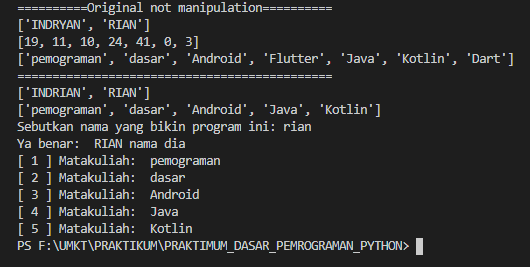 ==========Original not manipulation==========
['INDRYAN', 'RIAN']
[19, 11, 10, 24, 41, 0, 3]
['pemograman', 'dasar', 'Android', 'Flutter', 'Java', 'Kotlin', 'Dart']
=============================================
['INDRIAN', 'RIAN']
['pemograman', 'dasar', 'Android', 'Java', 'Kotlin']
Sebutkan nama yang bikin program ini: rian
Ya benar:  RIAN nama dia
[ 1 ] Matakuliah:  pemograman
[ 2 ] Matakuliah:  dasar
[ 3 ] Matakuliah:  Android
[ 4 ] Matakuliah:  Java
[ 5 ] Matakuliah:  Kotlin
PS F:\UMKT\PRAKTIKUM\PRAKTIMUM_DASAR_PEMROGRAMAN_PYTHON>